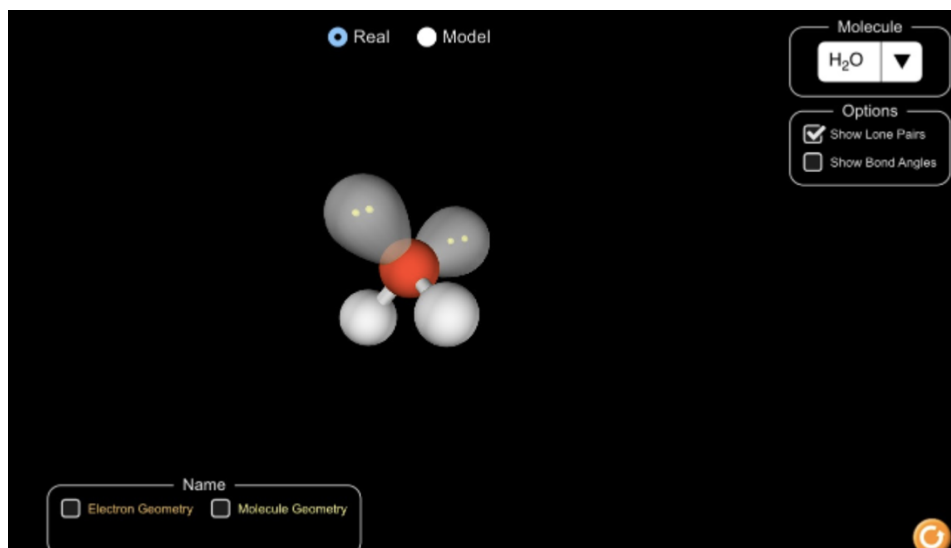 Real Model
Molecule
H₂O
Options
Show Lone Pairs
Show Bond Angles
Name
Electron Geometry Molecule Geometry